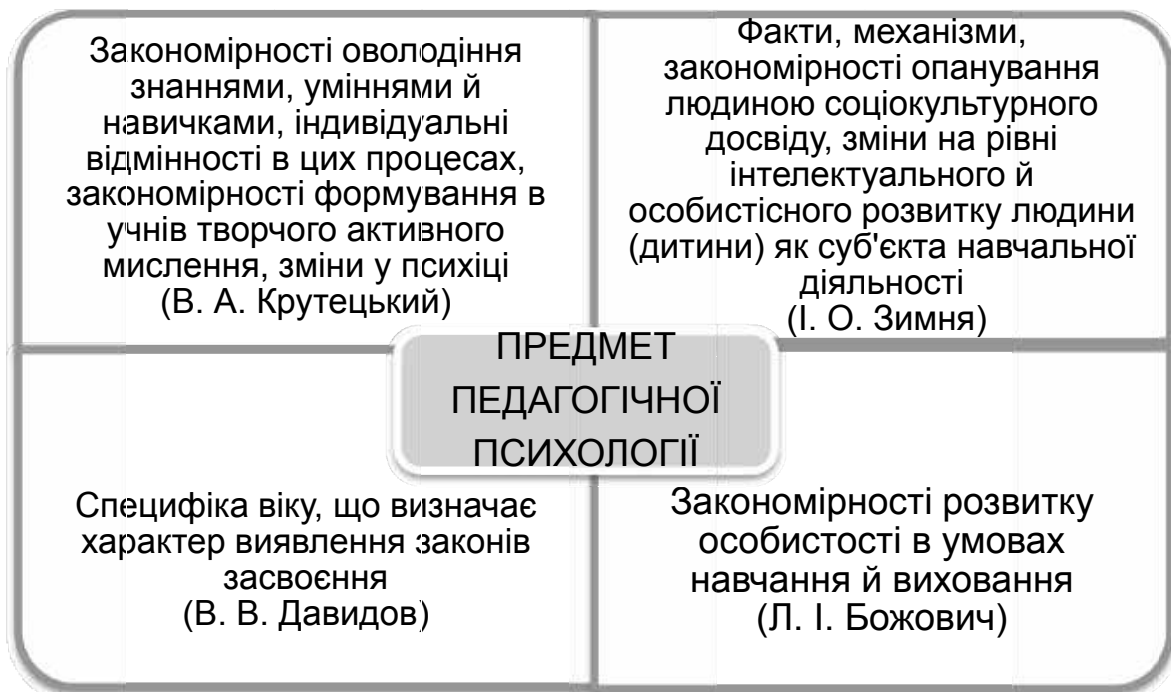 Закономірності оволодіння
знаннями, уміннями й
навичками, індивідуальні
відмінності в цих процесах,
закономірності формування в
учнів творчого активного
мислення, зміни у психіці
(В. А. Крутецький)
Факти, механізми,
закономірності опанування
людиною соціокультурного
досвіду, зміни на рівні
інтелектуального й
особистісного розвитку людини
(дитини) як суб'єкта навчальної
діяльності
(І. О. Зимня)
ПРЕДМЕТ
ПЕДАГОГІЧНОЇ
ПСИХОЛОГІЇ
Специфіка віку, що визначає
характер виявлення законів
засвоєння
(В. В. Давидов)
Закономірності розвитку
особистості в умовах
навчання й виховання
(Л. І. Божович)